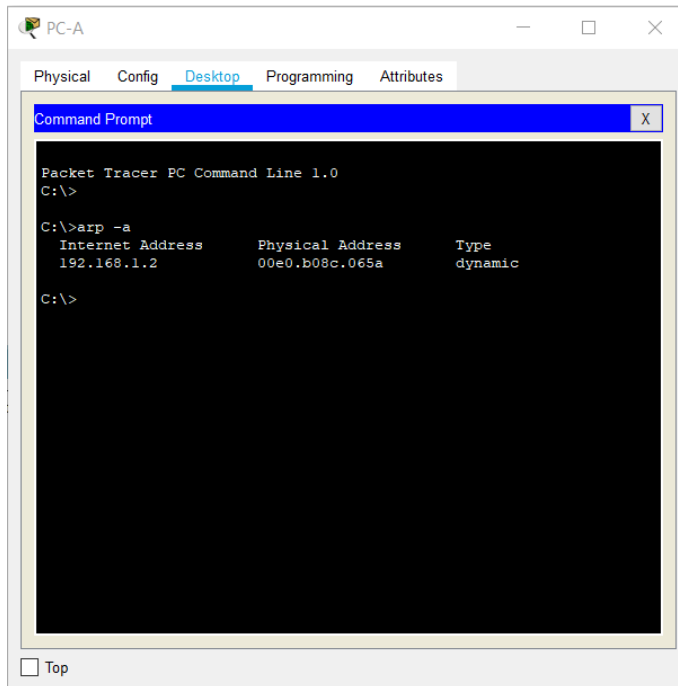 PC-A
Physical Config Desktop Programming Attributes
Command Prompt X
Packet Tracer PC Command Line 1.0
C:\>
C:\>arp -a
Internet Address Physical Address Type
192.168.1.2 00e0.b08c.065a dynamic
C:\>
Top